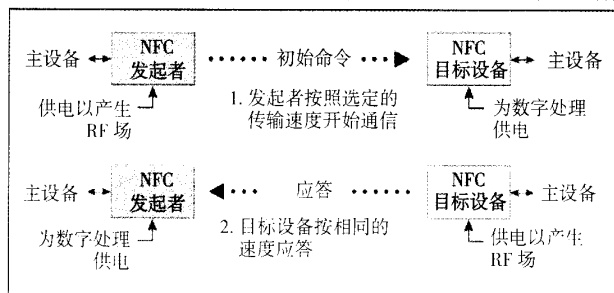 NFC
发起者
NFC
目标设备
主设备
初始命令
主设备
供电以产生
RF 场
1. 发起者按照选定的
传输速度开始通信
为数字处理
供电
NFC
发起者
NFC
目标设备
主设备
应答
主设备
为数字处理
供电
2. 目标设备按相同的
速度应答
供电以产生
RF 场